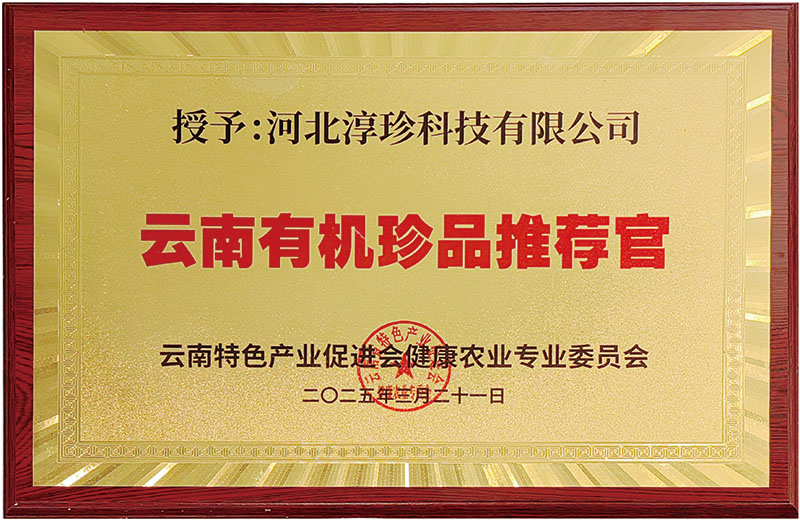 授予:河北淳珍科技有限公司
云南有机珍品推荐官
云南特色产业促进会健康农业专业委员会
二〇二五年三月二十一日